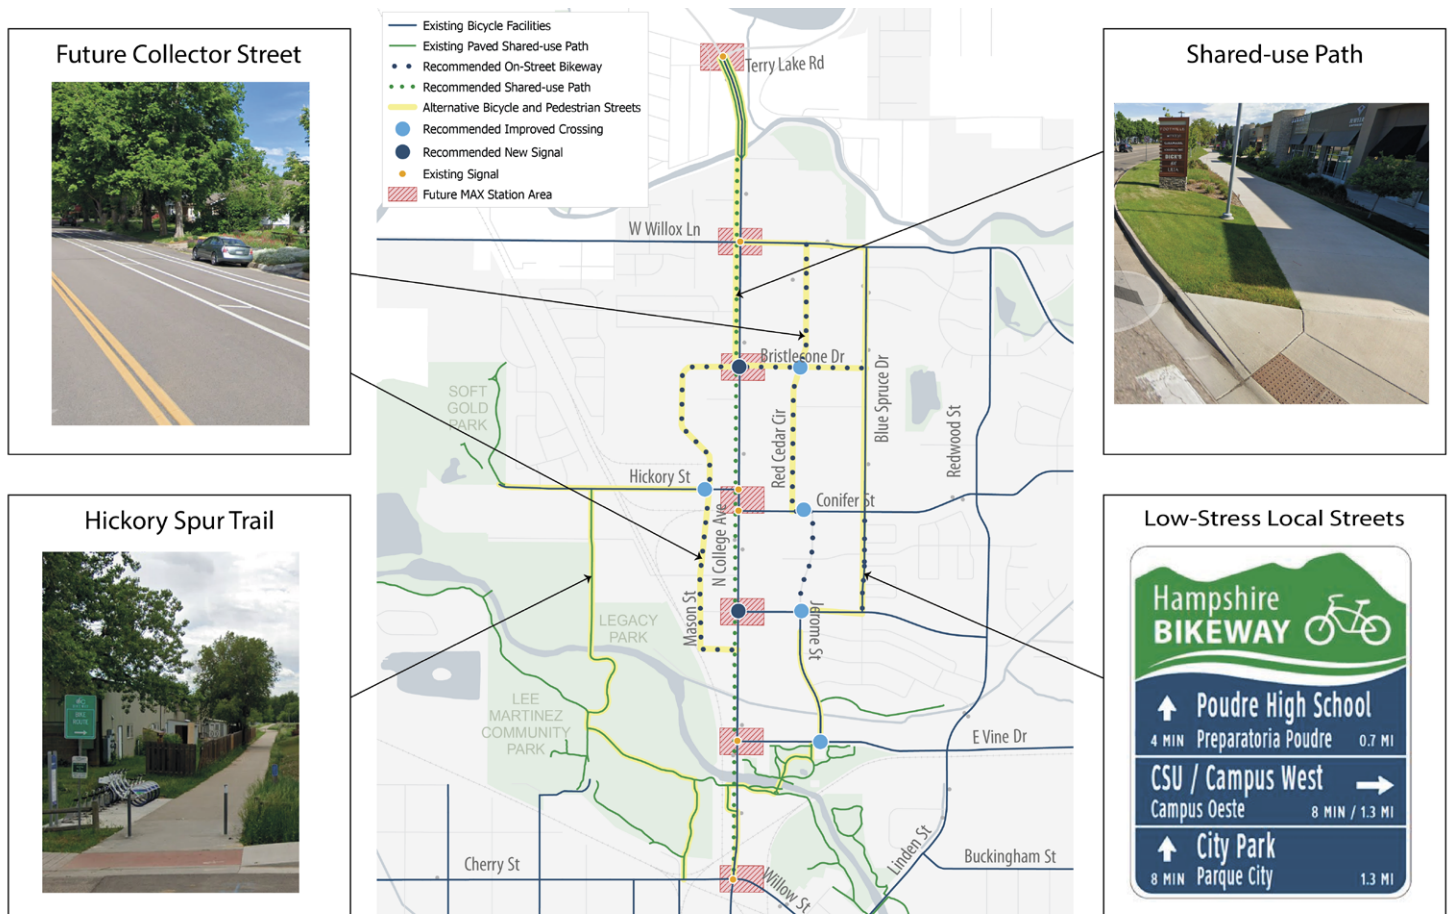 Future Collector Street
Hickory Spur Trail
Existing Bicycle Facilities
Existing Paved Shared-use Path
Recommended On-Street Bikeway
Recommended Shared-use Path
Alternative Bicycle and Pedestrian Streets
Recommended Improved Crossing
Recommended New Signal
Existing Signal
Future MAX Station Area
Terry Lake Rd
W Willox Ln
Bristlecone Dr
SOFT
GOLD
PARK
Red Cedar Cir
Blue Spruce Dr
Redwood St
Hickory St
Conifer St
N College Ave
Mason St
Jerome St
LEGACY
PARK
LEE
MARTINEZ
COMMUNITY
PARK
E Vine Dr
Cherry St
Willow St
Linden St
Buckingham St
Shared-use Path
Low-Stress Local Streets
Hampshire
BIKEWAY
Poudre High School
4 MIN Preparatoria Poudre 0.7 MI
CSU / Campus West
Campus Oeste 8 MIN / 1.3 MI
City Park
8 MIN Parque City 1.3 MI